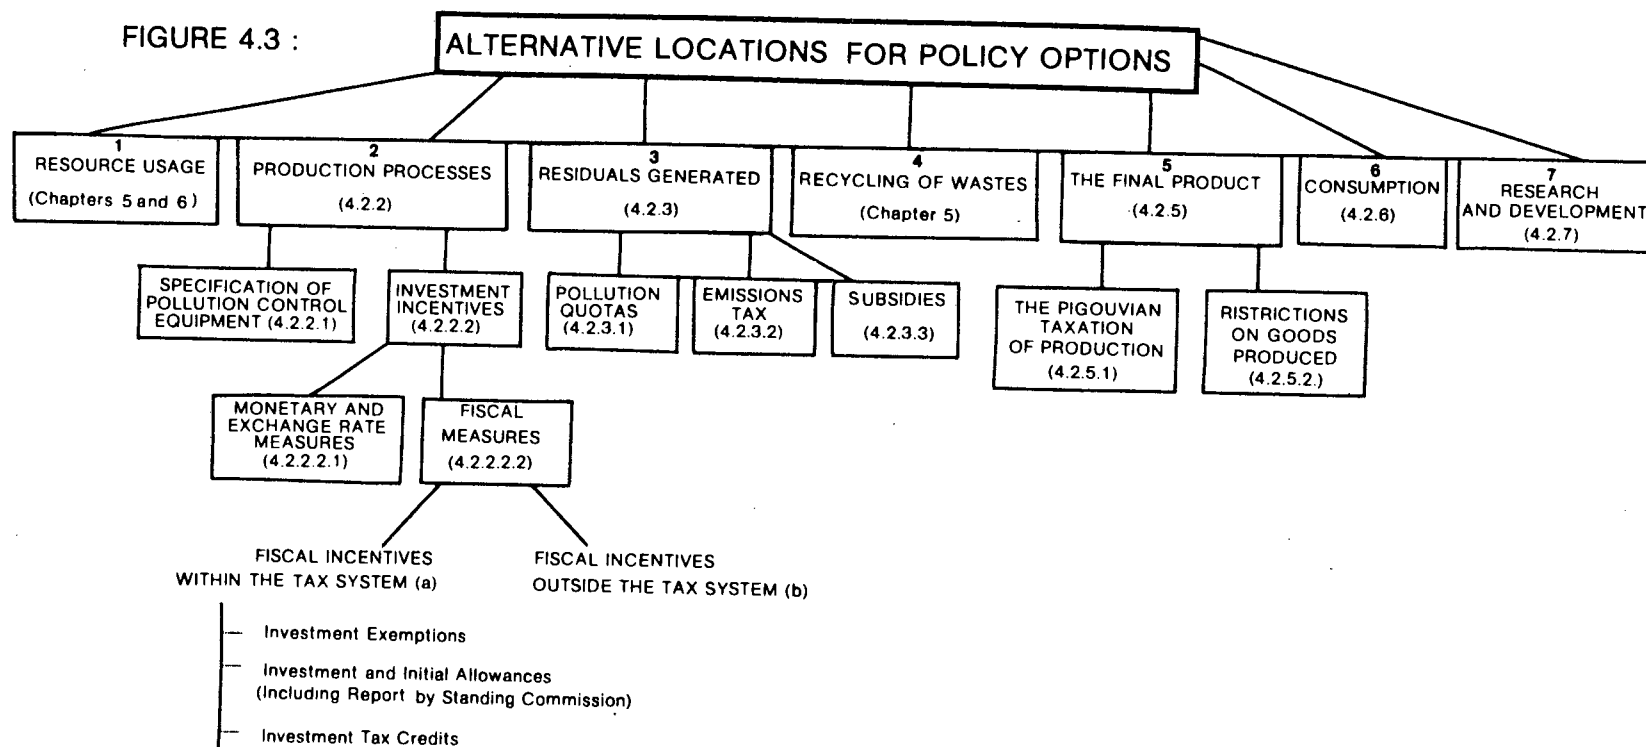 FIGURE 4.3 :
ALTERNATIVE LOCATIONS FOR POLICY OPTIONS
1
RESOURCE USAGE
(Chapters 5 and 6)
2
PRODUCTION PROCESSES
(4.2.2)
3
RESIDUALS GENERATED
(4.2.3)
4
RECYCLING OF WASTES
(Chapter 5)
5
THE FINAL PRODUCT
(4.2.5)
6
CONSUMPTION
(4.2.6)
7
RESEARCH
AND DEVELOPMENT
(4.2.7)
SPECIFICATION OF
POLLUTION CONTROL
EQUIPMENT (4.2.2.1)
INVESTMENT
INCENTIVES
(4.2.2.2)
POLLUTION
QUOTAS
(4.2.3.1)
EMISSIONS
TAX
(4.2.3.2)
SUBSIDIES
(4.2.3.3)
THE PIGOUVIAN
TAXATION
OF PRODUCTION
(4.2.5.1)
RISTRICTIONS
ON GOODS
PRODUCED
(4.2.5.2.)
MONETARY AND
EXCHANGE RATE
MEASURES
(4.2.2.2.1)
FISCAL
MEASURES
(4.2.2.2.2)
FISCAL INCENTIVES
WITHIN THE TAX SYSTEM (a)
FISCAL INCENTIVES
OUTSIDE THE TAX SYSTEM (b)
Investment Exemptions
Investment and Initial Allowances
(Including Report by Standing Commission)
Investment Tax Credits